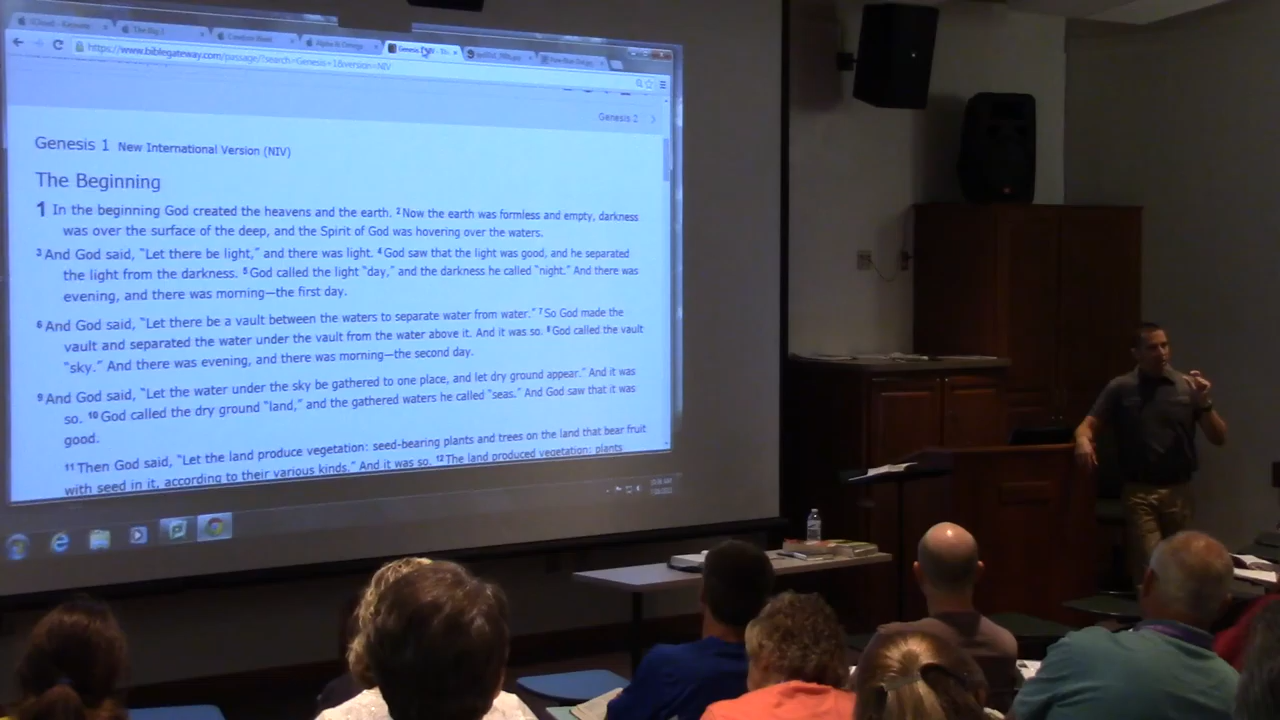 iCloud - Keynote
The Big 3
Genesis 1 NIV - Th
https://www.biblegateway.com/passage/?search=Genesis+1&version=NIV
Genesis 2
Genesis 1 New International Version (NIV)
The Beginning
1 In the beginning God created the heavens and the earth. 2 Now the earth was formless and empty, darkness
was over the surface of the deep, and the Spirit of God was hovering over the waters.
3 And God said, “Let there be light,” and there was light. 4 God saw that the light was good, and he separated
the light from the darkness. 5 God called the light “day,” and the darkness he called “night.” And there was
evening, and there was morning—the first day.
6 And God said, “Let there be a vault between the waters to separate water from water.” 7 So God made the
vault and separated the water under the vault from the water above it. And it was so. 8 God called the vault
“sky.” And there was evening, and there was morning—the second day.
9 And God said, “Let the water under the sky be gathered to one place, and let dry ground appear.” And it was
so. 10 God called the dry ground “land,” and the gathered waters he called “seas.” And God saw that it was
good.
11 Then God said, “Let the land produce vegetation: seed-bearing plants and trees on the land that bear fruit
with seed in it, according to their various kinds.” And it was so. 12 The land produced vegetation: plants